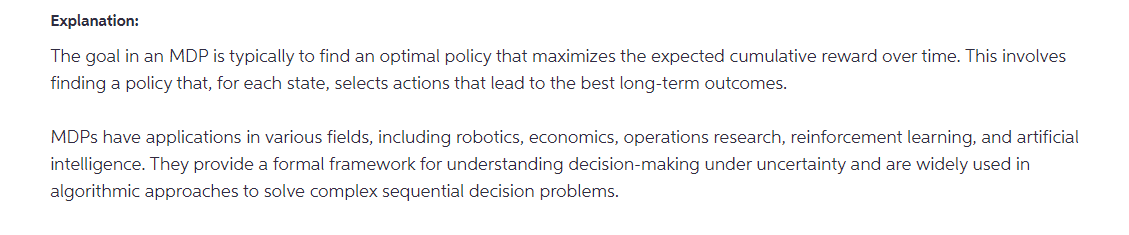 Explanation:
The goal in an MDP is typically to find an optimal policy that maximizes the expected cumulative reward over time. This involves
finding a policy that, for each state, selects actions that lead to the best long-term outcomes.
MDPs have applications in various fields, including robotics, economics, operations research, reinforcement learning, and artificial
intelligence. They provide a formal framework for understanding decision-making under uncertainty and are widely used in
algorithmic approaches to solve complex sequential decision problems.